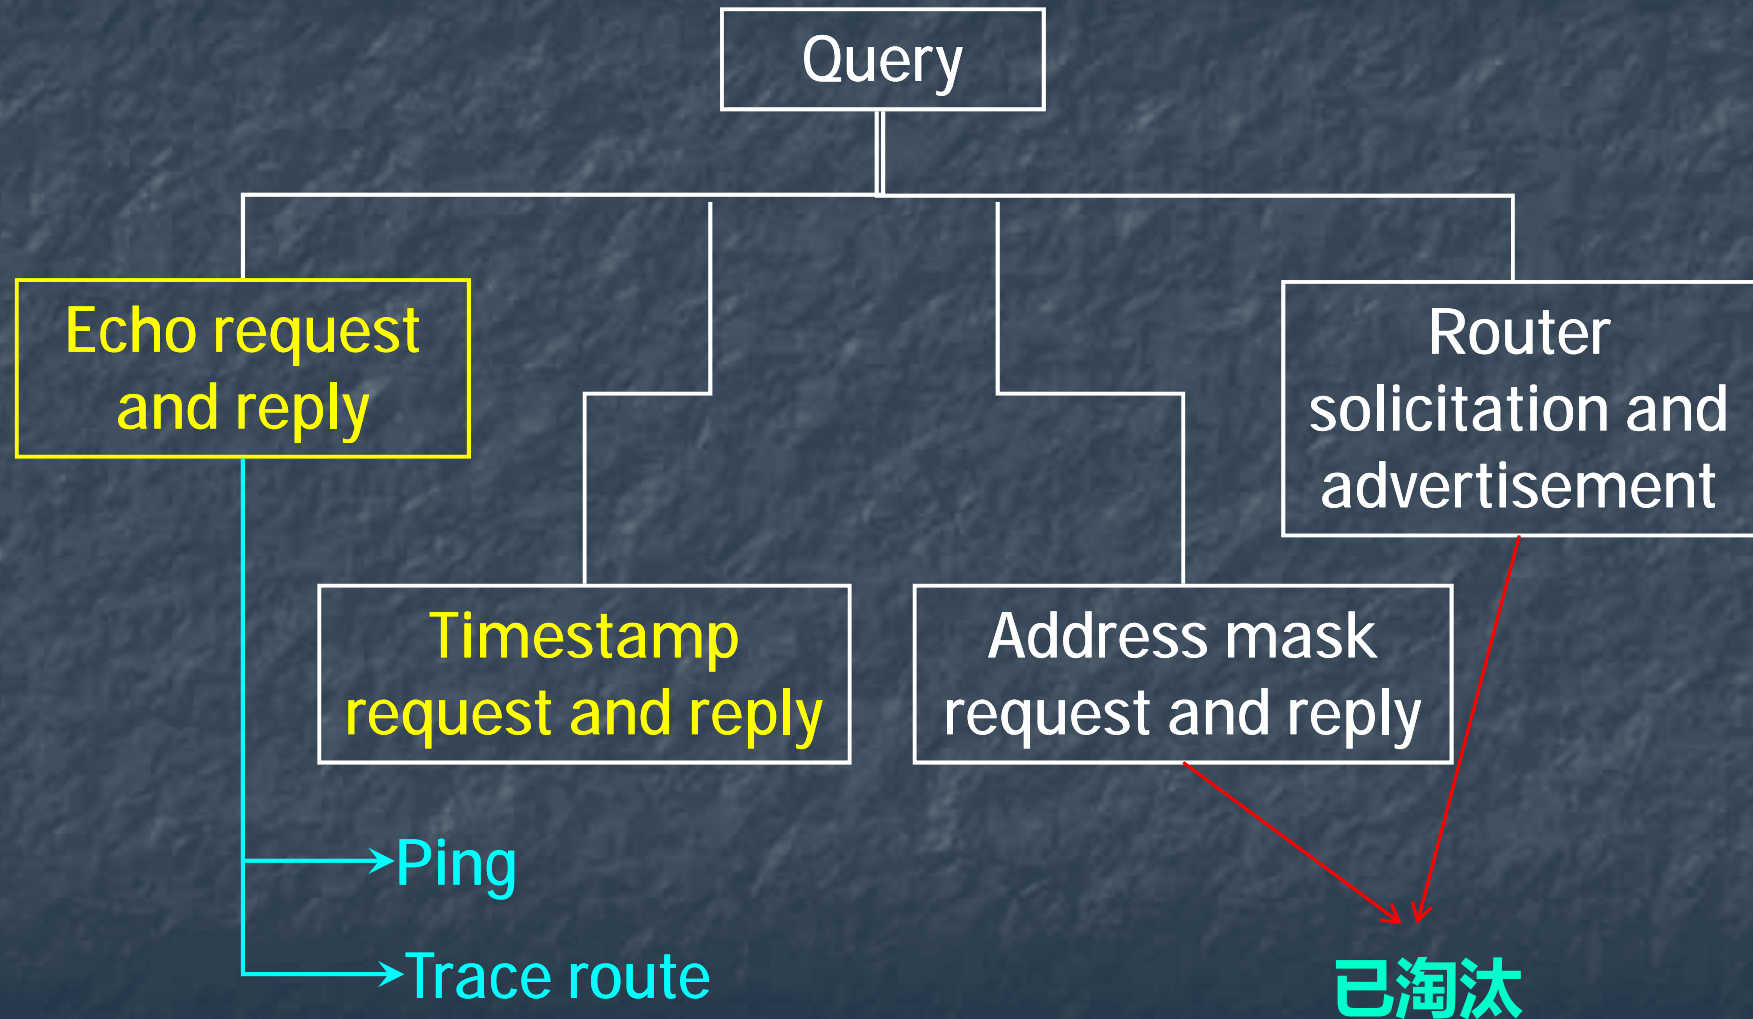 Query
Echo request
and reply
Router
solicitation and
advertisement
Timestamp
request and reply
Address mask
request and reply
Ping
Trace route
已淘汰